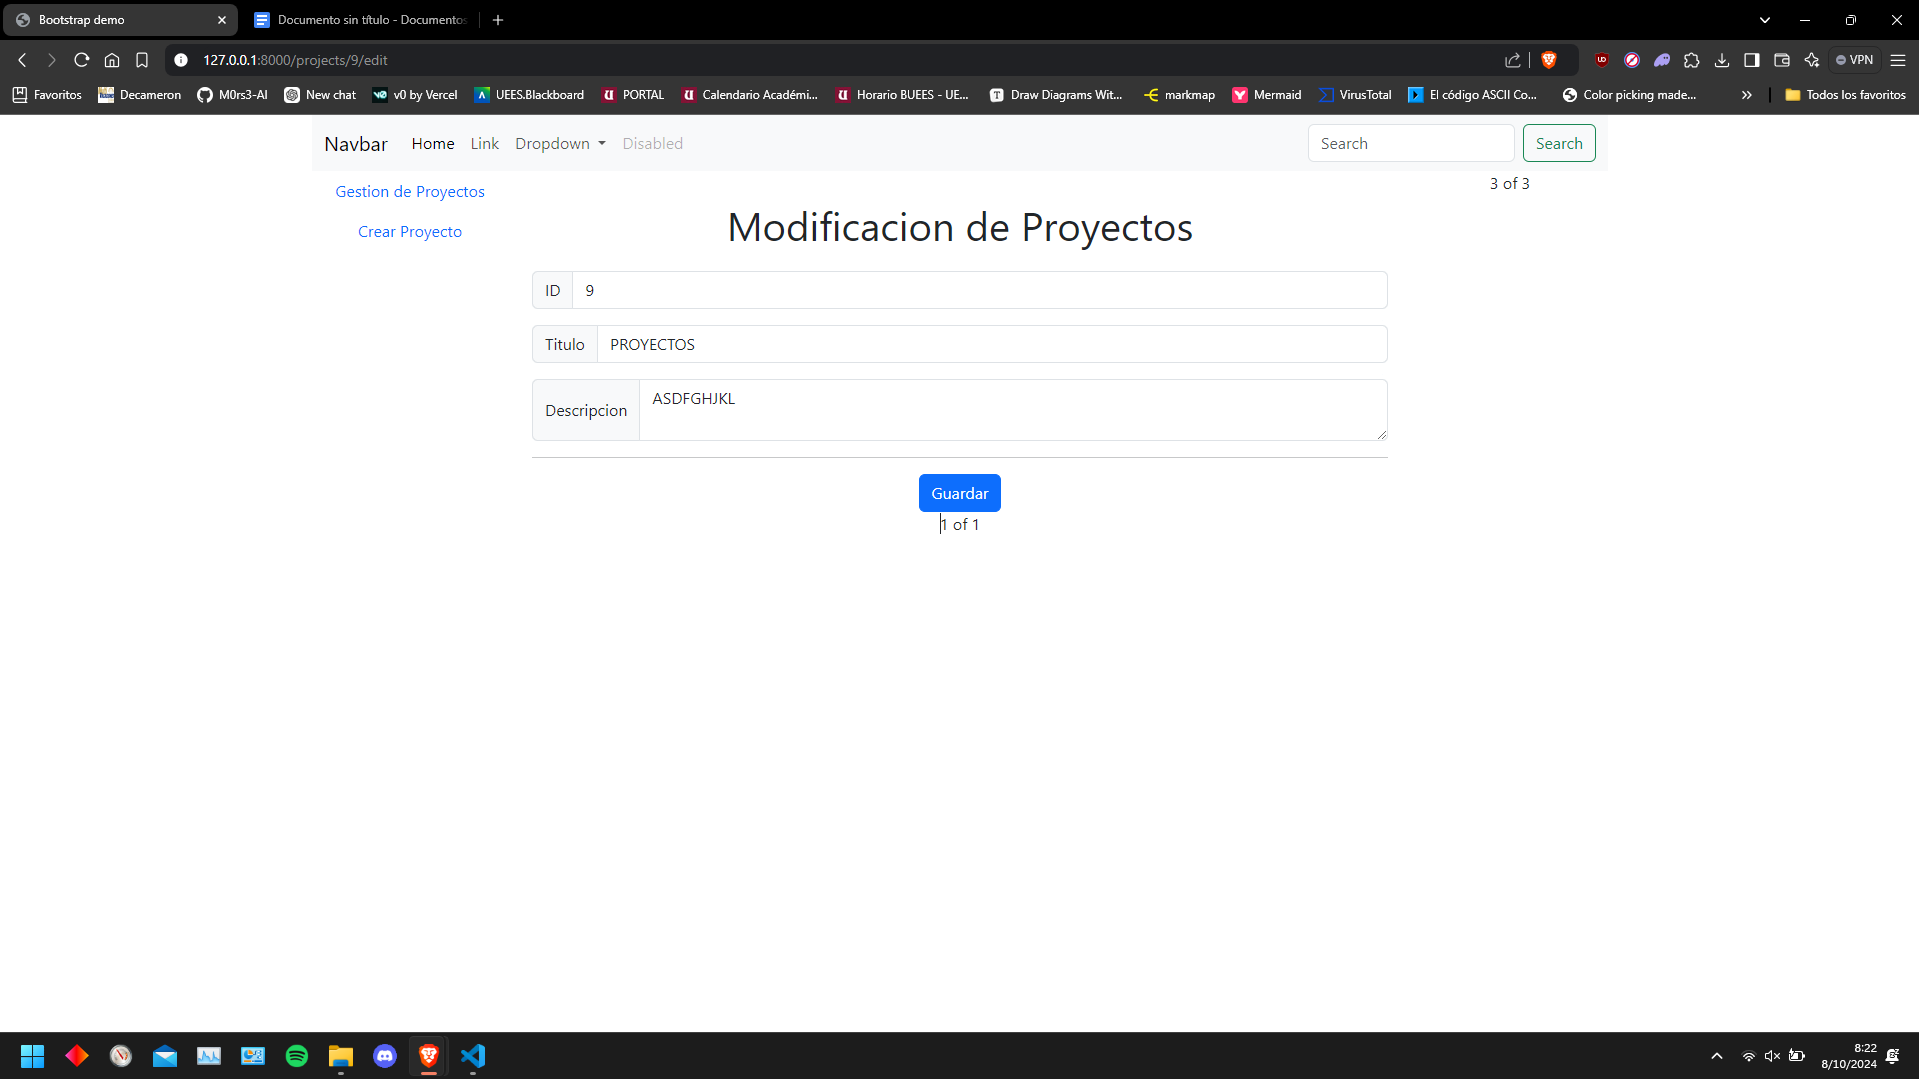 Bootstrap demo
Documento sin título - Documentos
127.0.0.1:8000/projects/9/edit
VPN
Favoritos
Decameron
M0rs3-AI
New chat
v0 by Vercel
UEES.Blackboard
PORTAL
Calendario Académi...
Horario BUEES - UE...
Draw Diagrams Wit...
markmap
Mermaid
VirusTotal
El código ASCII Co...
Color picking made...
Todos los favoritos
Navbar
Home
Link
Dropdown
Disabled
Search
Search
Gestion de Proyectos
Crear Proyecto
3 of 3
Modificacion de Proyectos
ID
9
Titulo
PROYECTOS
Descripcion
ASDFGHJKL
Guardar
1 of 1
8:22
8/10/2024